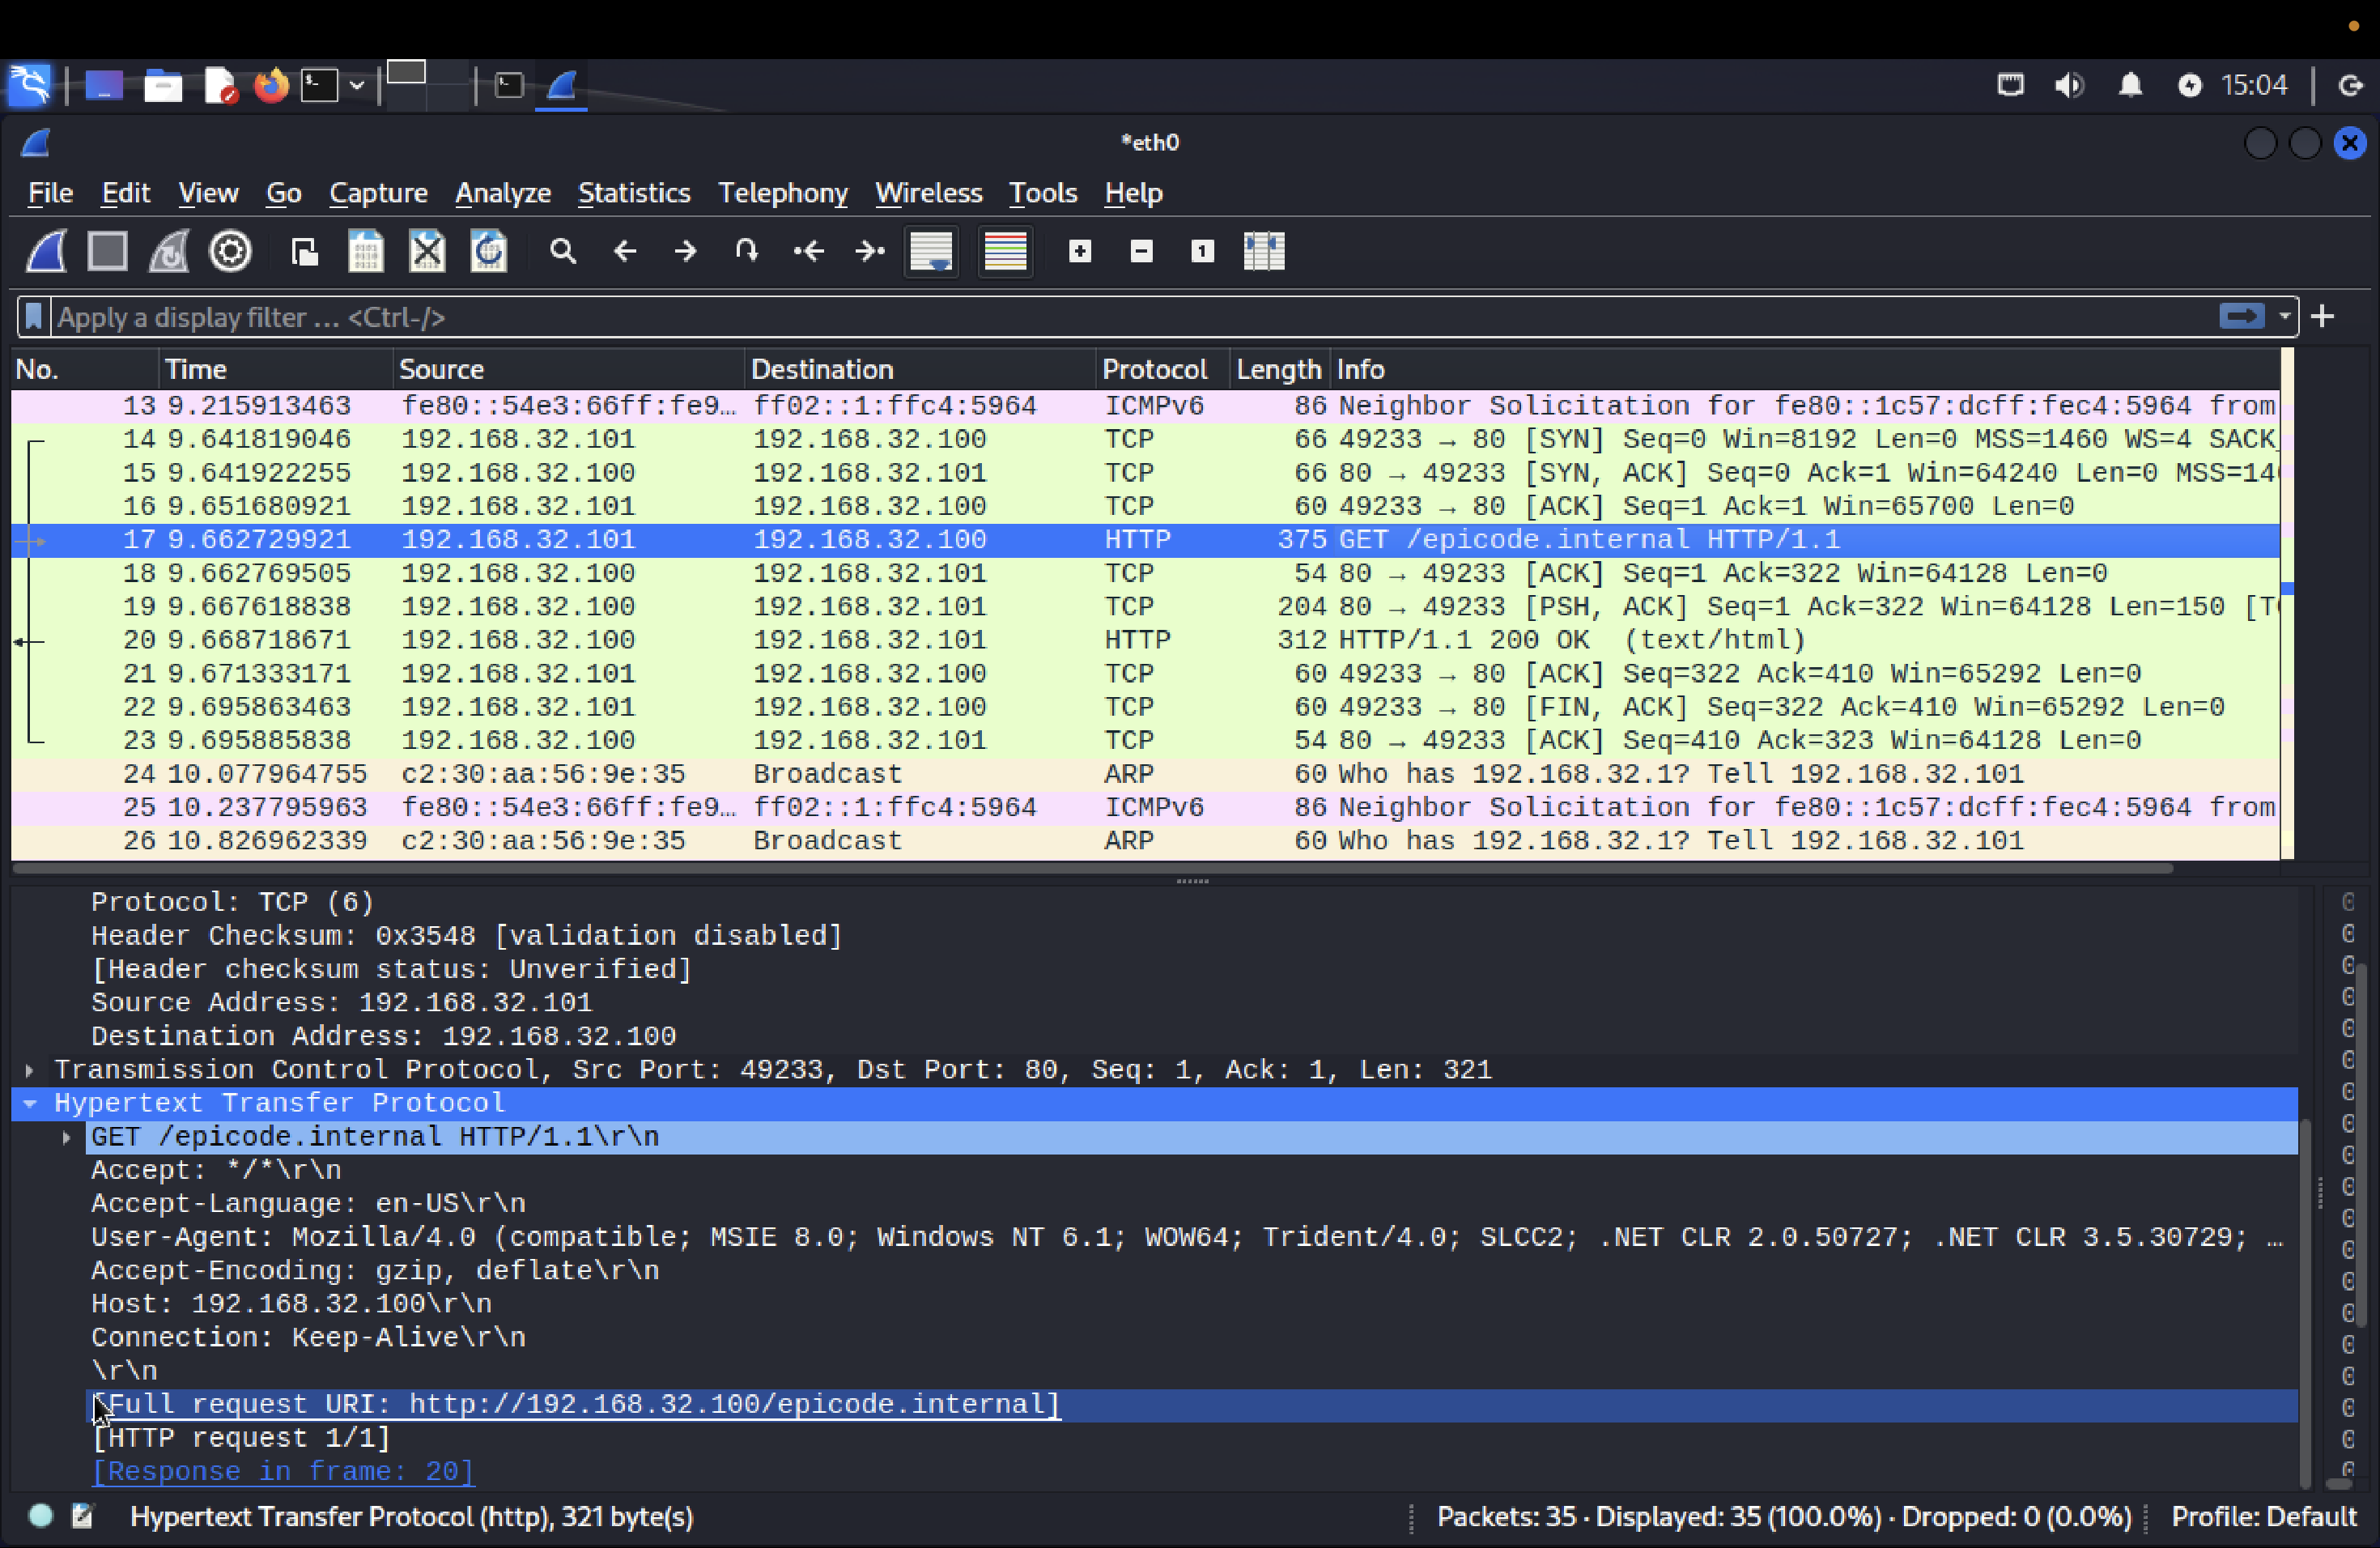 15:04
*eth0
File Edit View Go Capture Analyze Statistics Telephony Wireless Tools Help
Apply a display filter … <Ctrl-/>
No. Time Source Destination Protocol Length Info
13 9.215913463 fe80::54e3:66ff:fe9… ff02::1:ffc4:5964 ICMPv6 86 Neighbor Solicitation for fe80::1c57:dcff:fec4:5964 from
14 9.641819046 192.168.32.101 192.168.32.100 TCP 66 49233 → 80 [SYN] Seq=0 Win=8192 Len=0 MSS=1460 WS=4 SACK_
15 9.641922255 192.168.32.100 192.168.32.101 TCP 66 80 → 49233 [SYN, ACK] Seq=0 Ack=1 Win=64240 Len=0 MSS=14
16 9.651680921 192.168.32.101 192.168.32.100 TCP 60 49233 → 80 [ACK] Seq=1 Ack=1 Win=65700 Len=0
17 9.662729921 192.168.32.101 192.168.32.100 HTTP 375 GET /epicode.internal HTTP/1.1
18 9.662769505 192.168.32.100 192.168.32.101 TCP 54 80 → 49233 [ACK] Seq=1 Ack=322 Win=64128 Len=0
19 9.667618838 192.168.32.100 192.168.32.101 TCP 204 80 → 49233 [PSH, ACK] Seq=1 Ack=322 Win=64128 Len=150 [T
20 9.668718671 192.168.32.100 192.168.32.101 HTTP 312 HTTP/1.1 200 OK (text/html)
21 9.671333171 192.168.32.101 192.168.32.100 TCP 60 49233 → 80 [ACK] Seq=322 Ack=410 Win=65292 Len=0
22 9.695863463 192.168.32.101 192.168.32.100 TCP 60 49233 → 80 [FIN, ACK] Seq=322 Ack=410 Win=65292 Len=0
23 9.695885838 192.168.32.100 192.168.32.101 TCP 54 80 → 49233 [ACK] Seq=410 Ack=323 Win=64128 Len=0
24 10.077964755 c2:30:aa:56:9e:35 Broadcast ARP 60 Who has 192.168.32.1? Tell 192.168.32.101
25 10.237795963 fe80::54e3:66ff:fe9… ff02::1:ffc4:5964 ICMPv6 86 Neighbor Solicitation for fe80::1c57:dcff:fec4:5964 from
26 10.826962339 c2:30:aa:56:9e:35 Broadcast ARP 60 Who has 192.168.32.1? Tell 192.168.32.101
Protocol: TCP (6)
Header Checksum: 0x3548 [validation disabled]
[Header checksum status: Unverified]
Source Address: 192.168.32.101
Destination Address: 192.168.32.100
Transmission Control Protocol, Src Port: 49233, Dst Port: 80, Seq: 1, Ack: 1, Len: 321
Hypertext Transfer Protocol
GET /epicode.internal HTTP/1.1\r\n
Accept: */*\r\n
Accept-Language: en-US\r\n
User-Agent: Mozilla/4.0 (compatible; MSIE 8.0; Windows NT 6.1; WOW64; Trident/4.0; SLCC2; .NET CLR 2.0.50727; .NET CLR 3.5.30729; …
Accept-Encoding: gzip, deflate\r\n
Host: 192.168.32.100\r\n
Connection: Keep-Alive\r\n
\r\n
[Full request URI: http://192.168.32.100/epicode.internal]
[HTTP request 1/1]
[Response in frame: 20]
Hypertext Transfer Protocol (http), 321 byte(s) Packets: 35 · Displayed: 35 (100.0%) · Dropped: 0 (0.0%) Profile: Default